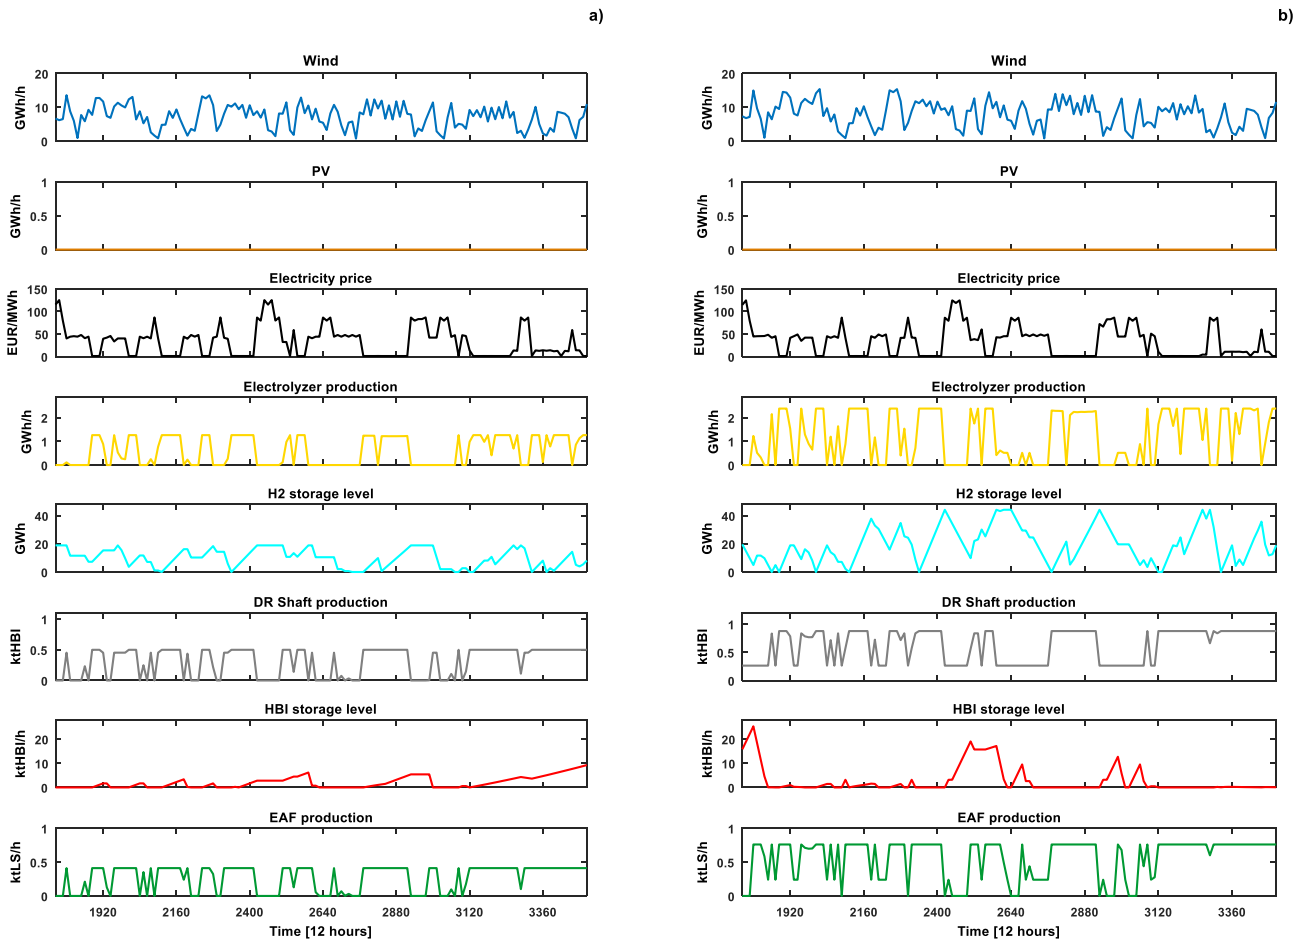 a)
Wind
GWh/h
20
10
0
PV
GWh/h
1
0.5
0
Electricity price
EUR/MWh
150
100
50
0
Electrolyzer production
GWh/h
2
1
0
H2 storage level
GWh
40
20
0
DR Shaft production
ktHBI
1
0.5
0
HBI storage level
ktHBI/h
20
10
0
EAF production
ktLS/h
1
0.5
0
1920 2160 2400 2640 2880 3120 3360
Time [12 hours]
b)
Wind
GWh/h
20
10
0
PV
GWh/h
1
0.5
0
Electricity price
EUR/MWh
150
100
50
0
Electrolyzer production
GWh/h
2
1
0
H2 storage level
GWh
40
20
0
DR Shaft production
ktHBI
1
0.5
0
HBI storage level
ktHBI/h
20
10
0
EAF production
ktLS/h
1
0.5
0
1920 2160 2400 2640 2880 3120 3360
Time [12 hours]